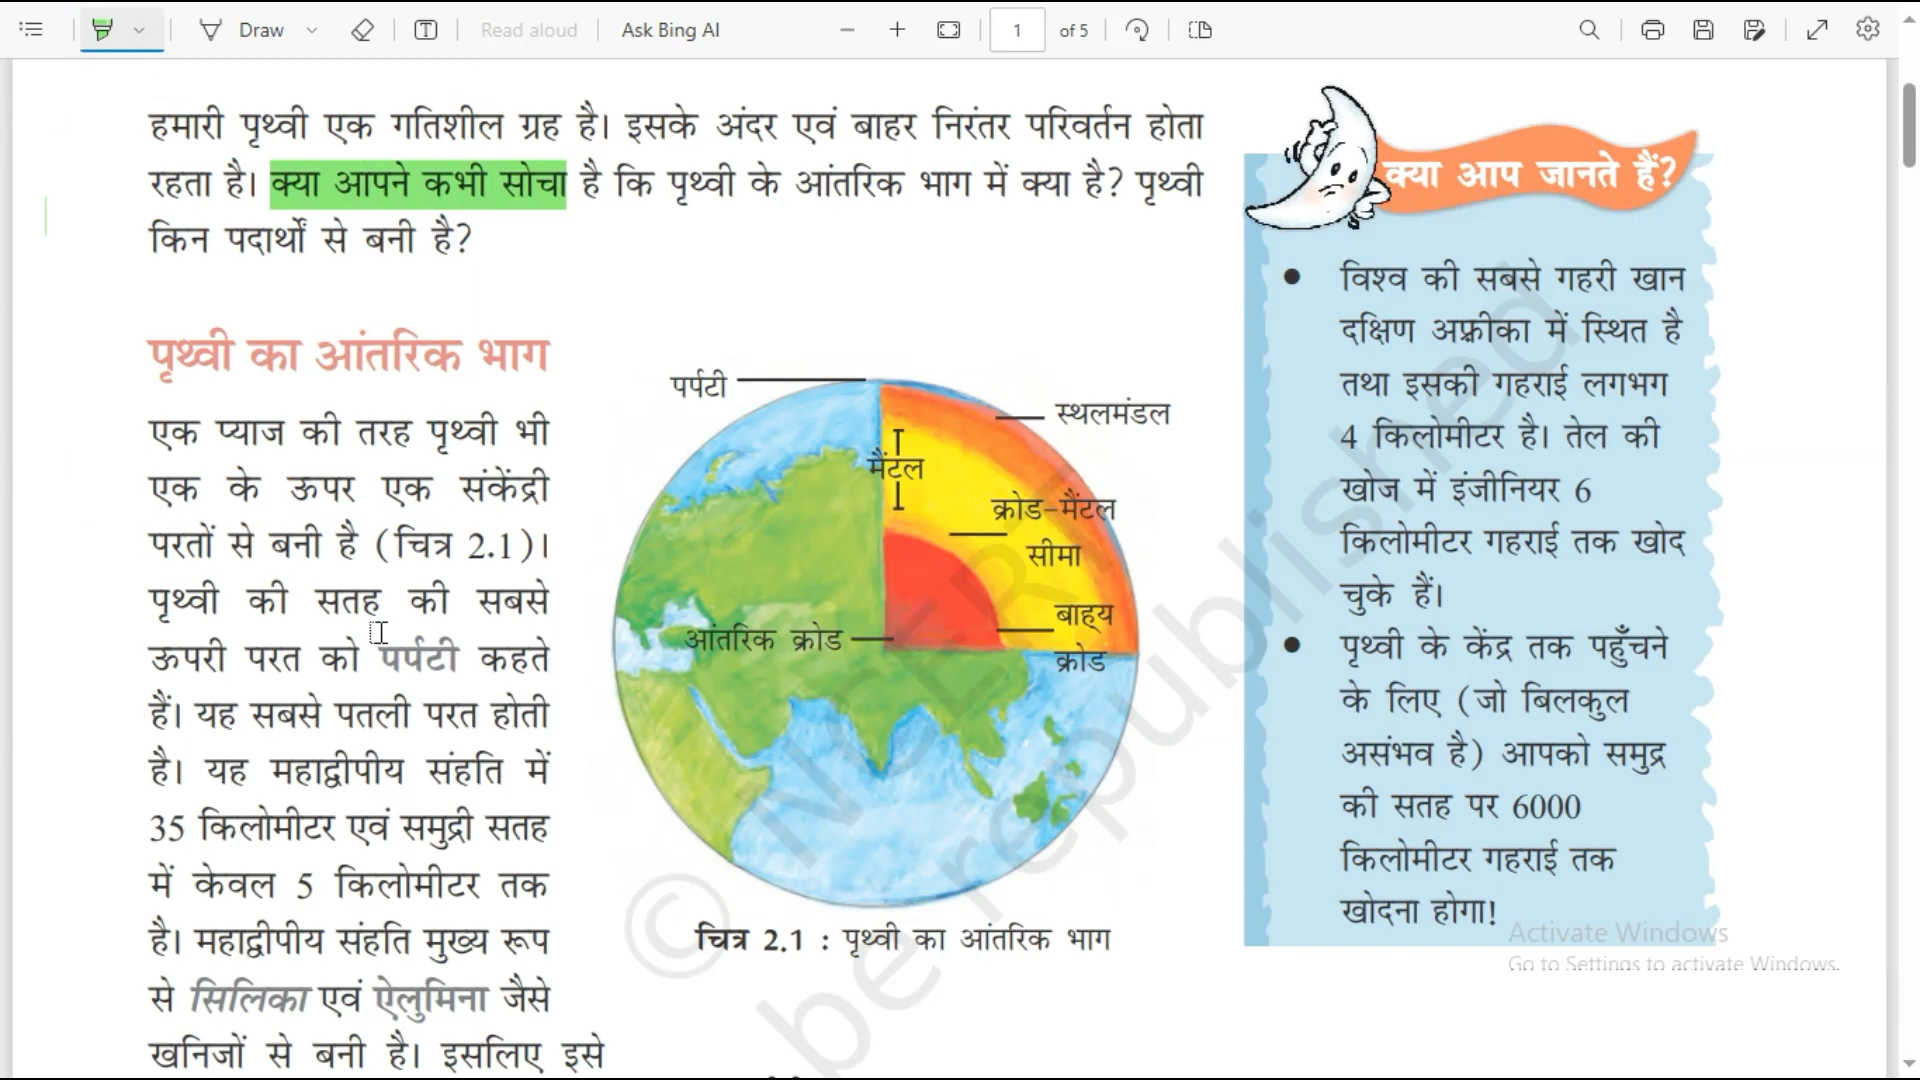 Draw
Read aloud
Ask Bing AI
1
of 5
हमारी पृथ्वी एक गतिशील ग्रह है। इसके अंदर एवं बाहर निरंतर परिवर्तन होता
रहता है। क्या आपने कभी सोचा है कि पृथ्वी के आंतरिक भाग में क्या है? पृथ्वी
किन पदार्थों से बनी है?
पृथ्वी का आंतरिक भाग
एक प्याज की तरह पृथ्वी भी
एक के ऊपर एक संकेंद्री
परतों से बनी है (चित्र 2.1)।
पृथ्वी की सतह की सबसे
ऊपरी परत को पर्पटी कहते
हैं। यह सबसे पतली परत होती
है। यह महाद्वीपीय संहति में
35 किलोमीटर एवं समुद्री सतह
में केवल 5 किलोमीटर तक
है। महाद्वीपीय संहति मुख्य रूप
से सिलिका एवं ऐलुमिना जैसे
खनिजों से बनी है। इसलिए इसे
पर्पटी
स्थलमंडल
मैंटल
क्रोड-मैंटल
सीमा
बाह्य
क्रोड
आंतरिक क्रोड
चित्र 2.1 : पृथ्वी का आंतरिक भाग
© NCERT
be republished
क्या आप जानते हैं?
• विश्व की सबसे गहरी खान
दक्षिण अफ़्रीका में स्थित है
तथा इसकी गहराई लगभग
4 किलोमीटर है। तेल की
खोज में इंजीनियर 6
किलोमीटर गहराई तक खोद
चुके हैं।
• पृथ्वी के केंद्र तक पहुँचने
के लिए (जो बिलकुल
असंभव है) आपको समुद्र
की सतह पर 6000
किलोमीटर गहराई तक
खोदना होगा!
Activate Windows
Go to Settings to activate Windows.